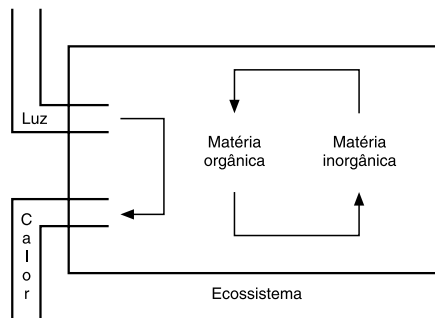 Luz
Matéria
orgânica
Matéria
inorgânica
C
a
l
o
r
Ecossistema